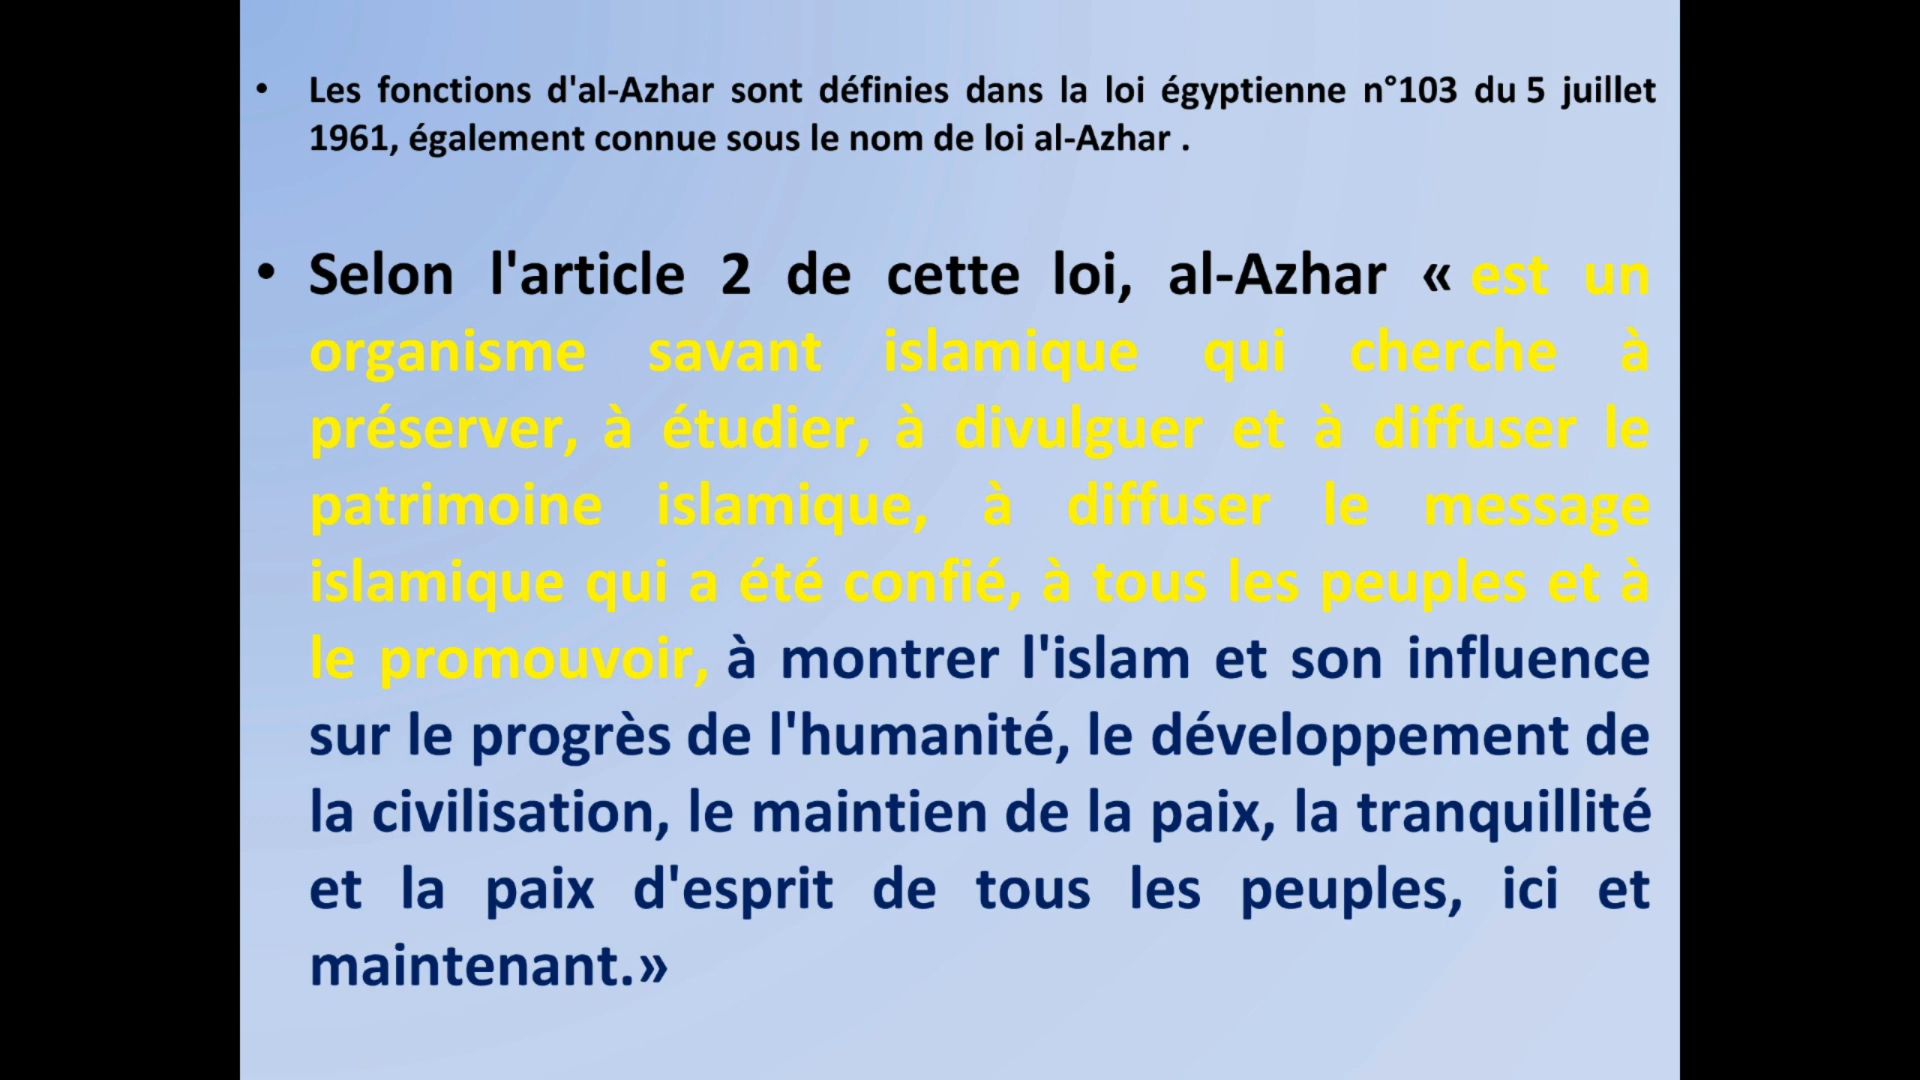 • Les fonctions d'al-Azhar sont définies dans la loi égyptienne n°103 du 5 juillet
1961, également connue sous le nom de loi al-Azhar .
• Selon l'article 2 de cette loi, al-Azhar « est un
organisme savant islamique qui cherche à
préserver, à étudier, à divulguer et à diffuser le
patrimoine islamique, à diffuser le message
islamique qui a été confié, à tous les peuples et à
le promouvoir, à montrer l'islam et son influence
sur le progrès de l'humanité, le développement de
la civilisation, le maintien de la paix, la tranquillité
et la paix d'esprit de tous les peuples, ici et
maintenant.»